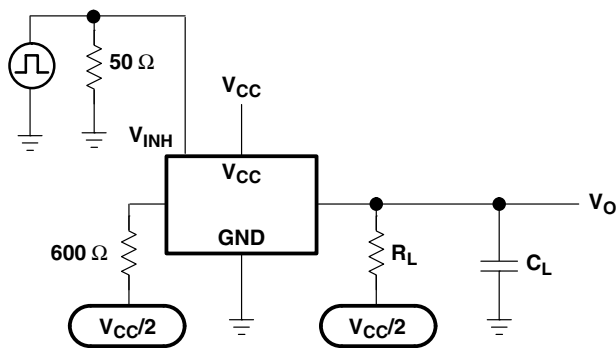 50 Ω
V_CC
V_INH
V_CC
GND
V_O
600 Ω
R_L
C_L
V_CC/2
V_CC/2